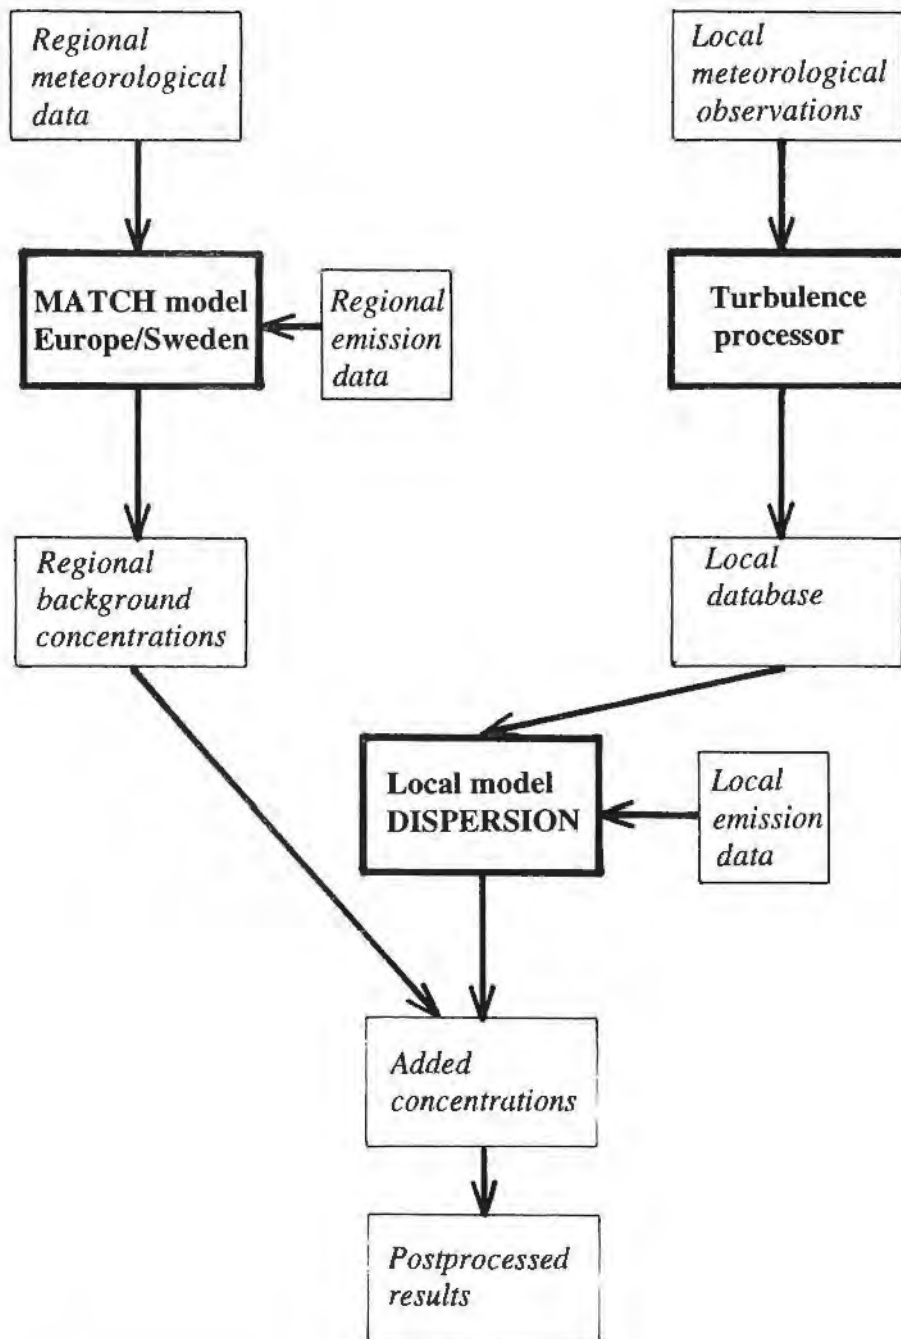 Regional
meteorological
data
Local
meteorological
observations
MATCH model
Europe/Sweden
Regional
emission
data
Turbulence
processor
Regional
background
concentrations
Local
database
Local model
DISPERSION
Local
emission
data
Added
concentrations
Postprocessed
results